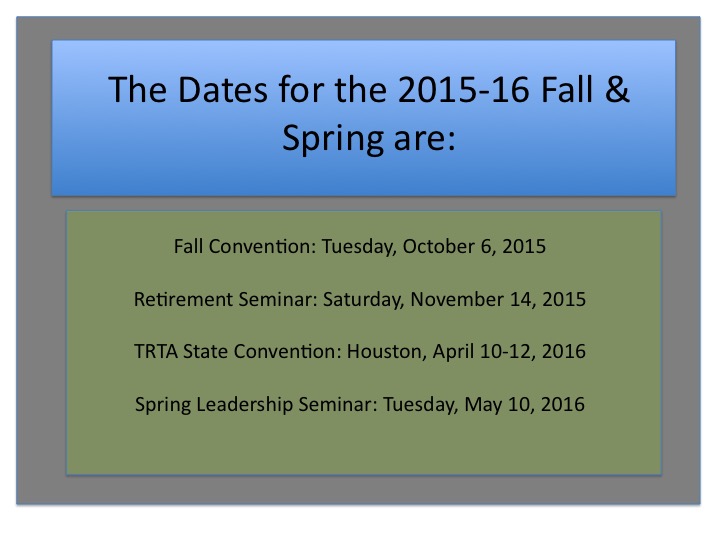 The Dates for the 2015-16 Fall &
Spring are:
Fall Convention: Tuesday, October 6, 2015
Retirement Seminar: Saturday, November 14, 2015
TRTA State Convention: Houston, April 10-12, 2016
Spring Leadership Seminar: Tuesday, May 10, 2016